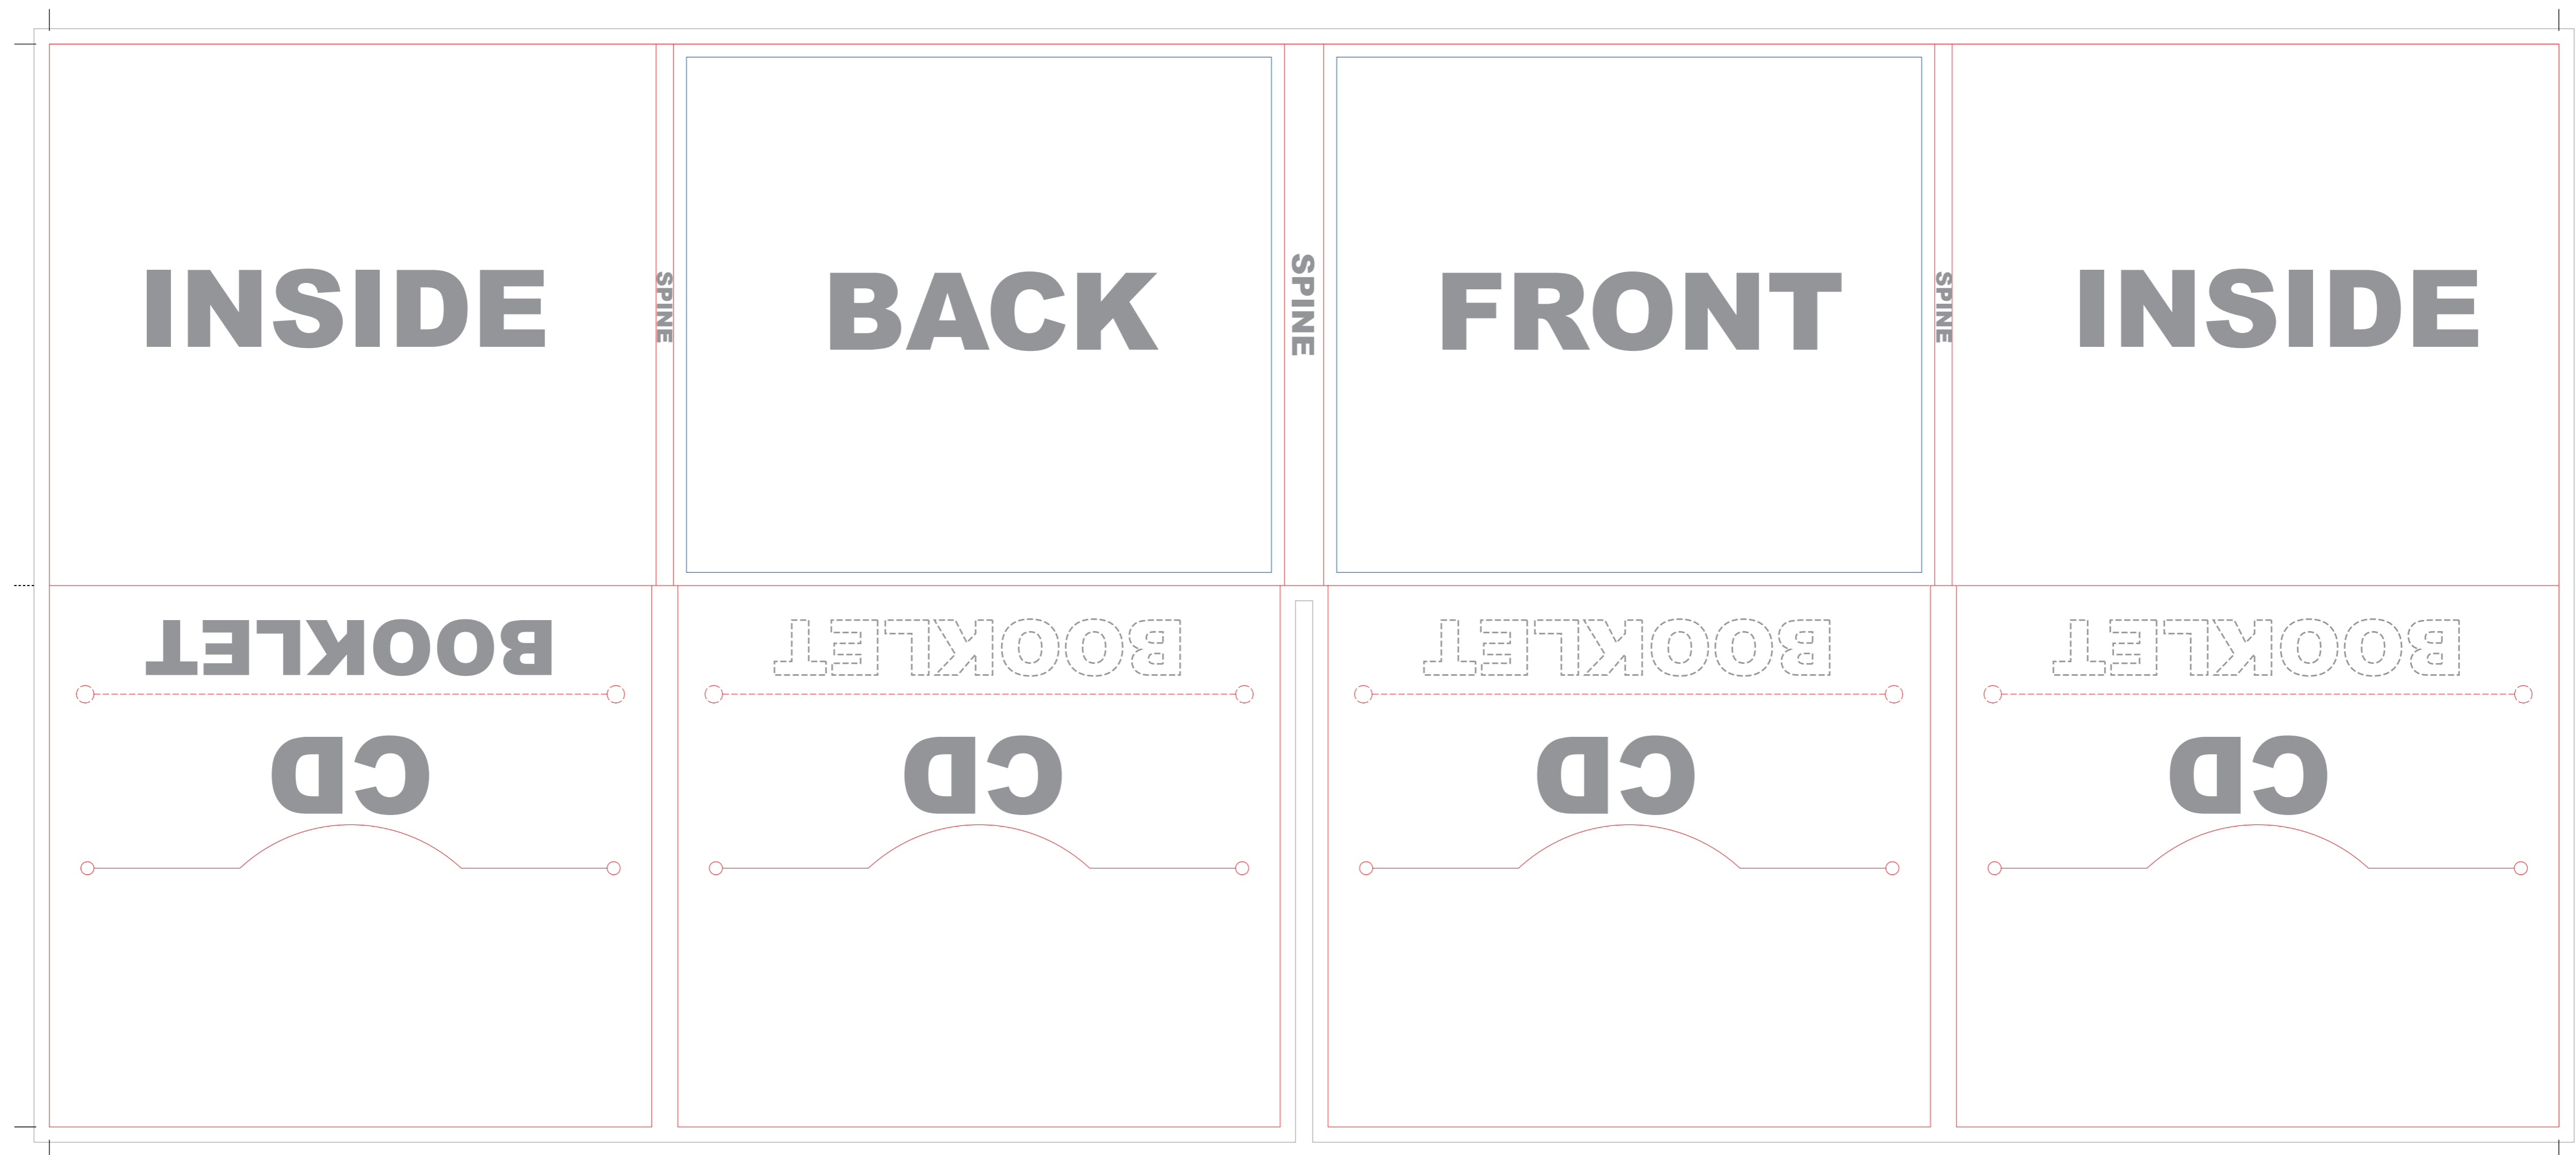 INSIDE
SPINE
BACK
SPINE
FRONT
SPINE
INSIDE
BOOKLET
BOOKLET
BOOKLET
BOOKLET
CD
CD
CD
CD